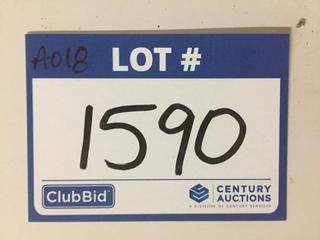 A018 LOT #
1590
ClubBid
CENTURY
AUCTIONS
A DIVISION OF CENTURY SERVICES